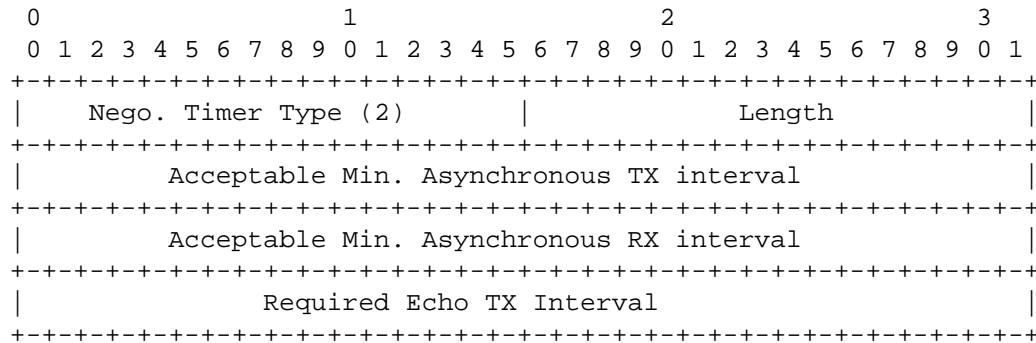 0                   1                   2                   3
 0 1 2 3 4 5 6 7 8 9 0 1 2 3 4 5 6 7 8 9 0 1 2 3 4 5 6 7 8 9 0 1
+-+-+-+-+-+-+-+-+-+-+-+-+-+-+-+-+-+-+-+-+-+-+-+-+-+-+-+-+-+-+-+-+
|    Nego. Timer Type (2)       |             Length            |
+-+-+-+-+-+-+-+-+-+-+-+-+-+-+-+-+-+-+-+-+-+-+-+-+-+-+-+-+-+-+-+-+
|         Acceptable Min. Asynchronous TX interval              |
+-+-+-+-+-+-+-+-+-+-+-+-+-+-+-+-+-+-+-+-+-+-+-+-+-+-+-+-+-+-+-+-+
|         Acceptable Min. Asynchronous RX interval              |
+-+-+-+-+-+-+-+-+-+-+-+-+-+-+-+-+-+-+-+-+-+-+-+-+-+-+-+-+-+-+-+-+
|               Required Echo TX Interval                       |
+-+-+-+-+-+-+-+-+-+-+-+-+-+-+-+-+-+-+-+-+-+-+-+-+-+-+-+-+-+-+-+-+